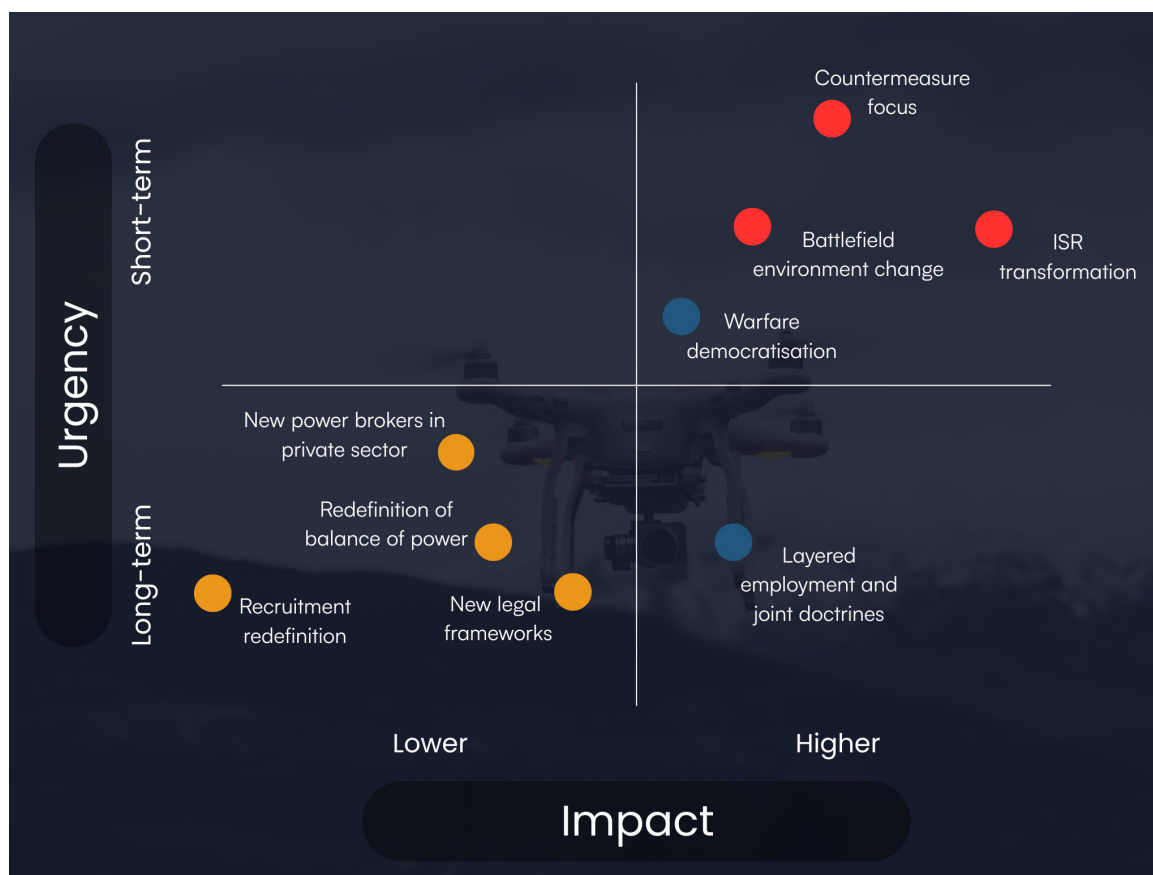 Urgency
Short-term
Long-term
Countermeasure
focus
Battlefield
environment change
ISR
transformation
Warfare
democratisation
New power brokers in
private sector
Redefinition of
balance of power
Recruitment
redefinition
New legal
frameworks
Layered
employment and
joint doctrines
Lower
Higher
Impact